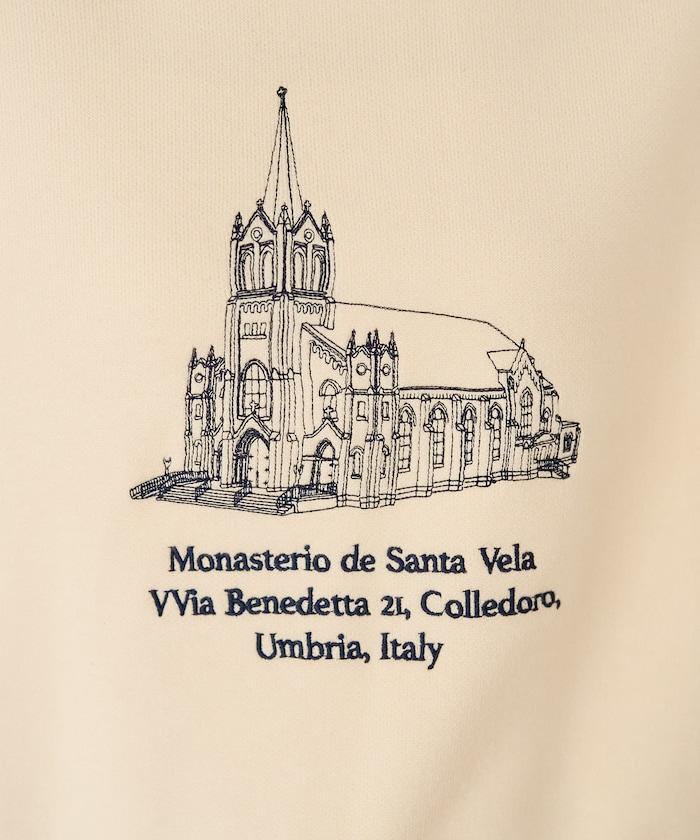 Monasterio de Santa Vela
VVia Benedetta 21, Colledoro,
Umbria, Italy